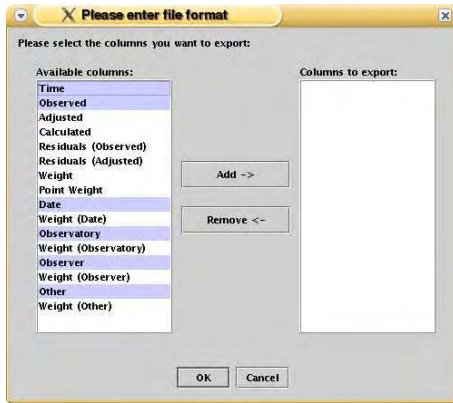 Please enter file format
Please select the columns you want to export:
Available columns:
Time
Observed
Adjusted
Calculated
Residuals (Observed)
Residuals (Adjusted)
Weight
Point Weight
Date
Weight (Date)
Observatory
Weight (Observatory)
Observer
Weight (Observer)
Other
Weight (Other)
Add ->
Remove <-
Columns to export:
OK
Cancel